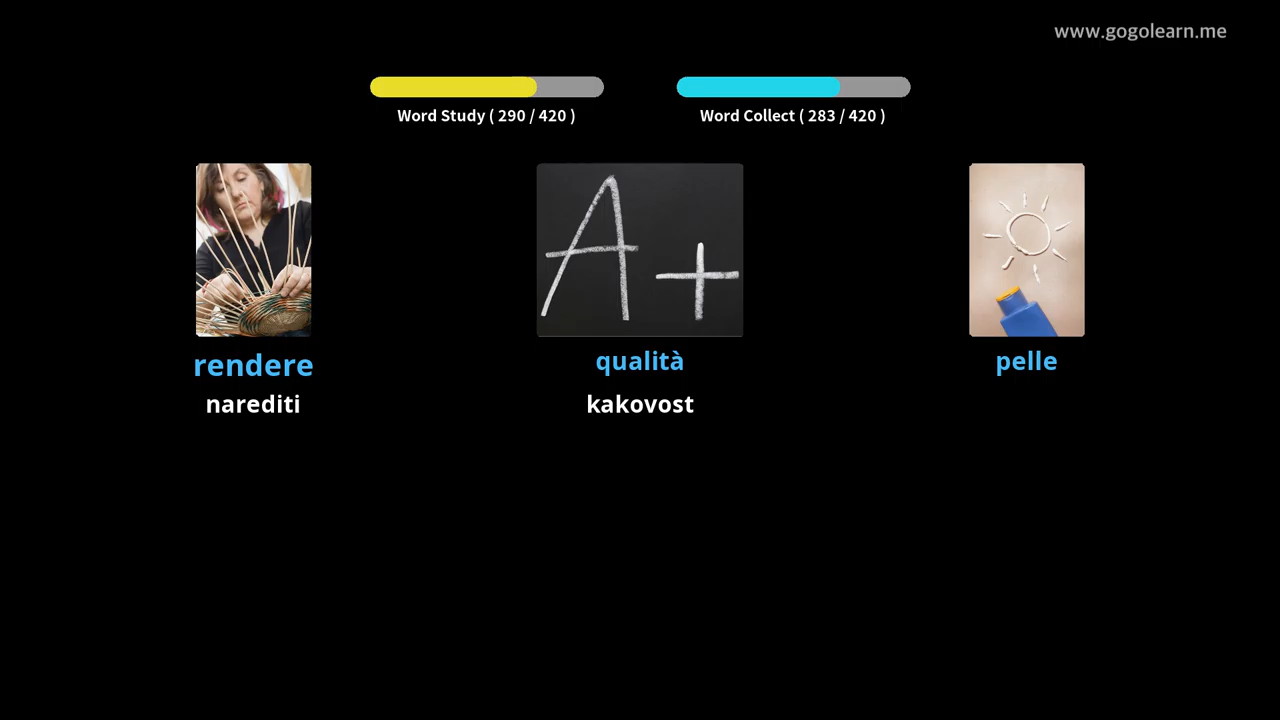 www.gogolearn.me
Word Study ( 290 / 420 )
Word Collect ( 283 / 420 )
A+
rendere
qualità
pelle
narediti
kakovost